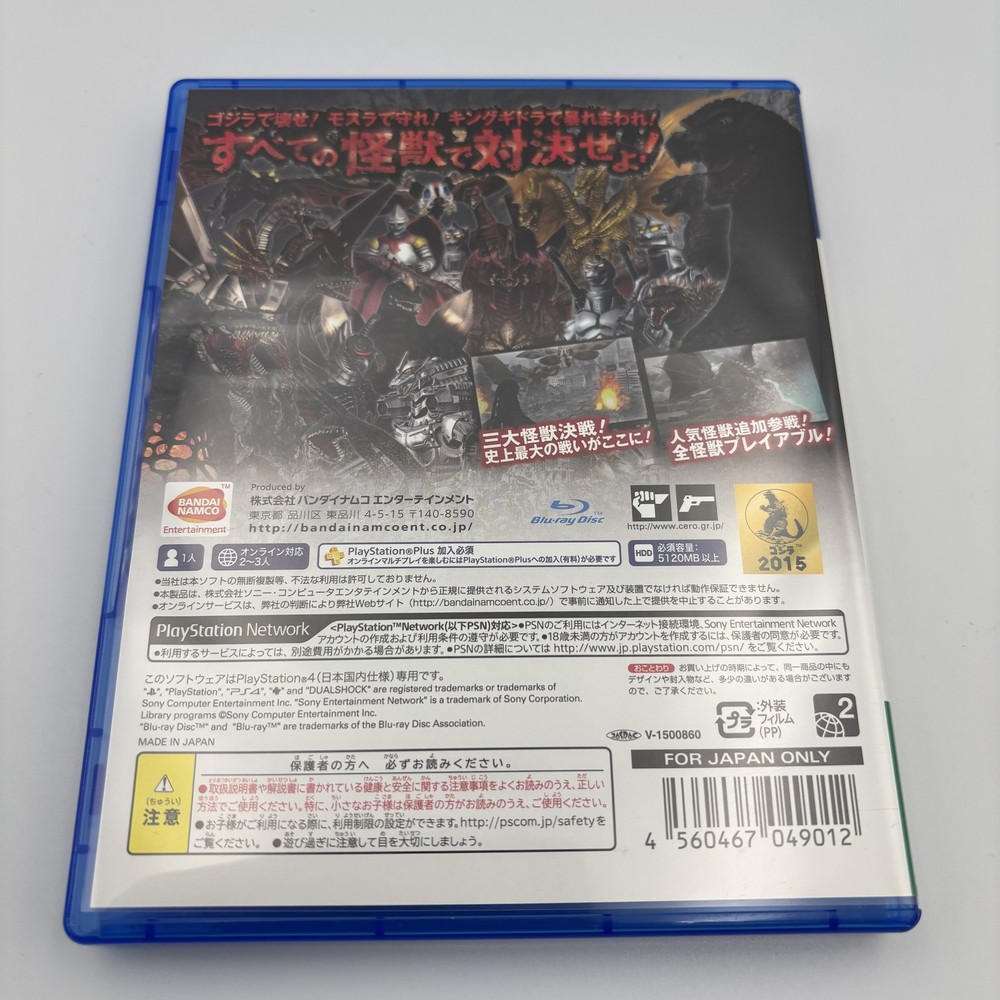 ゴジラで壊せ! モスラで守れ! キングギドラで暴れまわれ!
すべての怪獣で対決せよ!
三大怪獣決戦!
史上最大の戦いがここに!
人気怪獣追加参戦!
全怪獣プレイアブル!
BANDAI NAMCO Entertainment
TM
Produced by
株式会社 バンダイナムコ エンターテインメント
東京都 品川区 東品川 4-5-15 〒140-8590
http://bandainamcoent.co.jp/
Blu-ray Disc
http://www.cero.gr.jp/
ゴジラ
2015
1人
オンライン対応
2~3人
PlayStation®Plus 加入必須
オンラインマルチプレイを楽しむにはPlayStation®Plusへの加入(有料)が必要です
HDD
必須容量:
5120MB以上
●当社は本ソフトの無断複製等、不法な利用は許可しておりません。
●本製品は、株式会社ソニー・コンピュータエンタテインメントから正規に提供されるシステムソフトウェア及び装置でなければ動作保証できません。
●オンラインサービスは、弊社の判断により弊社Webサイト(http://bandainamcoent.co.jp/)で事前に通知した上で提供を中止することがあります。
PlayStation Network
<PlayStation™Network(以下PSN)対応>●PSNのご利用にはインターネット接続環境、Sony Entertainment Network
アカウントの作成および利用条件の遵守が必要です。●18歳未満の方がアカウントを作成するには、保護者の同意が必要です。
●利用するサービスによっては、別途費用がかかる場合があります。●PSNの詳細については http://www.jp.playstation.com/psn/ をご覧ください。
このソフトウェアはPlayStation®4(日本国内仕様)専用です。
", "PlayStation", "PS4", " " and "DUALSHOCK" are registered trademarks or trademarks of
Sony Computer Entertainment Inc. "Sony Entertainment Network" is a trademark of Sony Corporation.
Library programs ©Sony Computer Entertainment Inc.
"Blu-ray Disc™" and "Blu-ray™" are trademarks of the Blu-ray Disc Association.
MADE IN JAPAN
おことわり お買い上げの時期によって、同一商品の中にも
デザインや封入物など、多少の違いがある場合がございます
ので、ご了承ください。
プラ
:外装
フィルム
(PP)
2
V-1500860
FOR JAPAN ONLY
4 560467 049012
(ちゅうい)
注意
保護者の方へ 必ずお読みください。
●取扱説明書や解説書に書かれている健康と安全に関する注意事項をよくお読みのうえ、正しい
方法でご使用ください。特に、小さなお子様は保護者の方がお読みのうえ、ご使用ください。
●お子様がご利用になる際に、利用制限の設定ができます。http://pscom.jp/safetyを
ご覧ください。 ●遊び過ぎに注意して目を大切にしましょう。